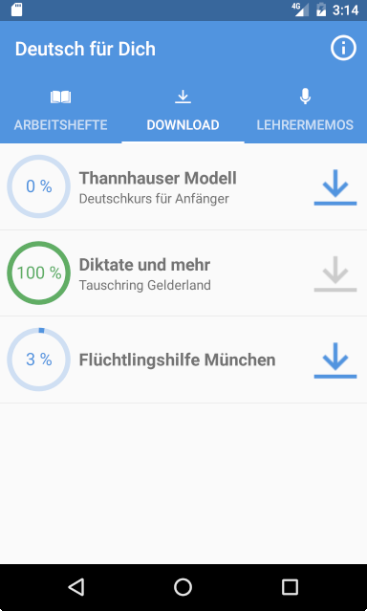 4G 3:14
Deutsch für Dich
ARBEITSHEFTE DOWNLOAD LEHRERMEMOS
0 %
Thannhauser Modell
Deutschkurs für Anfänger
100 %
Diktate und mehr
Tauschring Gelderland
3 %
Flüchtlingshilfe München